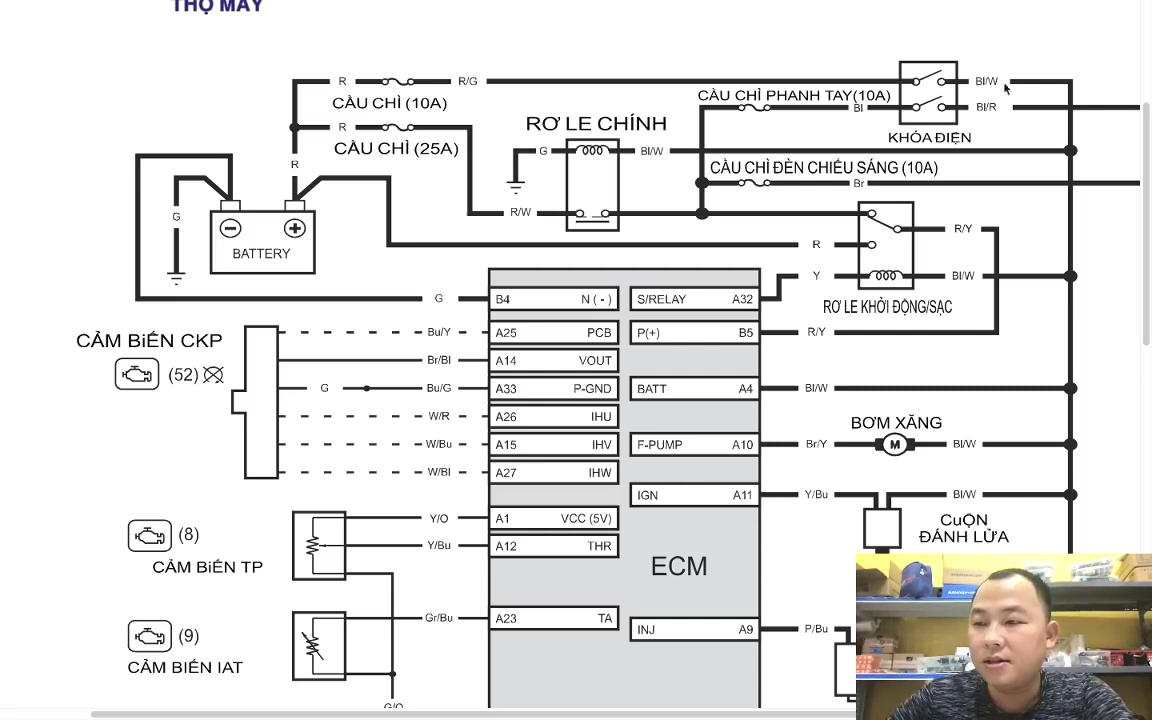 THỢ MÁY
R
R/G
Bl/W
CẦU CHÌ (10A)
CẦU CHÌ PHANH TAY(10A)
Bl
Bl/R
R
RƠ LE CHÍNH
KHÓA ĐIỆN
CẦU CHÌ (25A)
G
Bl/W
R
CẦU CHÌ ĐÈN CHIẾU SÁNG (10A)
Br
G
R/W
BATTERY
R/Y
R
Y
Bl/W
RƠ LE KHỞI ĐỘNG/SẠC
G
B4 N ( - )
S/RELAY A32
CẢM BiẾN CKP
(52)
Bu/Y
A25 PCB
P(+) B5
R/Y
Br/Bl
A14 VOUT
G
Bu/G
A33 P-GND
BATT A4
Bl/W
W/R
A26 IHU
BƠM XĂNG
W/Bu
A15 IHV
F-PUMP A10
Br/Y
M
Bl/W
W/Bl
A27 IHW
IGN A11
Y/Bu
Bl/W
CuỘN
ĐÁNH LỬA
(8)
CẢM BiẾN TP
Y/O
A1 VCC (5V)
Y/Bu
A12 THR
ECM
(9)
CẢM BIẾN IAT
Gr/Bu
A23 TA
INJ A9
P/Bu
G/O